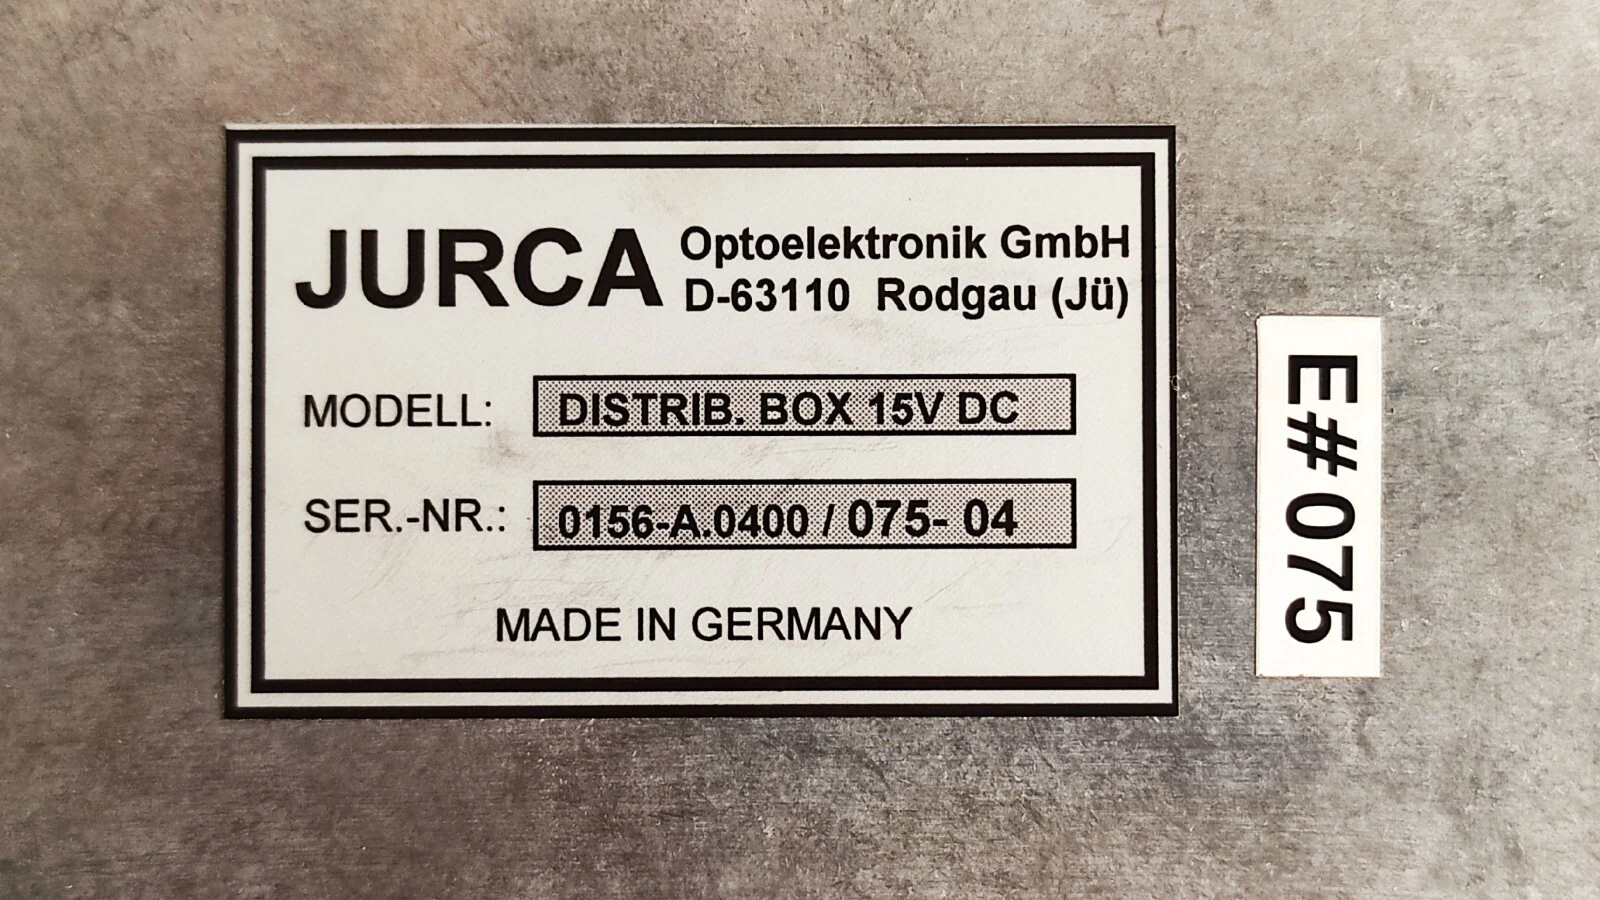 JURCA Optoelektronik GmbH
D-63110 Rodgau (Jü)
MODELL: DISTRIB. BOX 15V DC
SER.-NR.: 0156-A.0400 / 075- 04
MADE IN GERMANY
E# 075